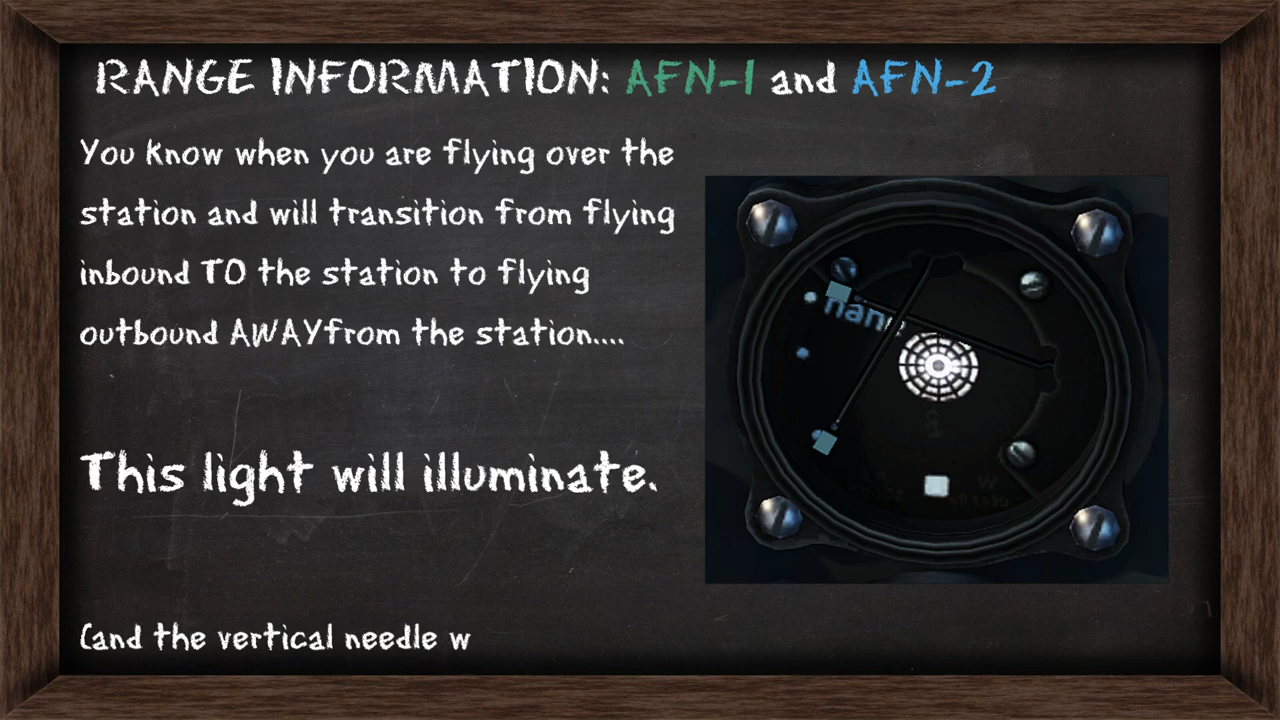 RANGE INFORMATION: AFN-1 and AFN-2
You know when you are flying over the
station and will transition from flying
inbound TO the station to flying
outbound AWAYfrom the station....
This light will illuminate.
(and the vertical needle w
nane